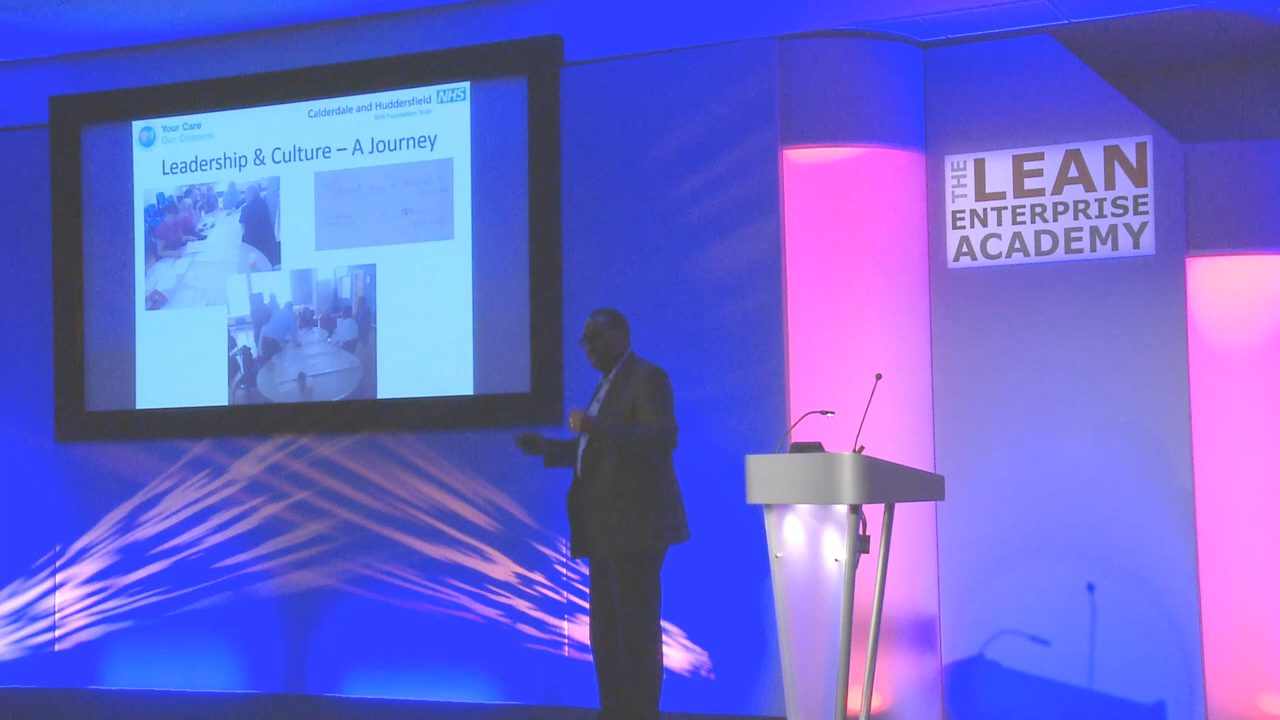 Calderdale and Huddersfield NHS
NHS Foundation Trust
Your Care
Our Concern
Leadership & Culture – A Journey
THE LEAN
ENTERPRISE
ACADEMY